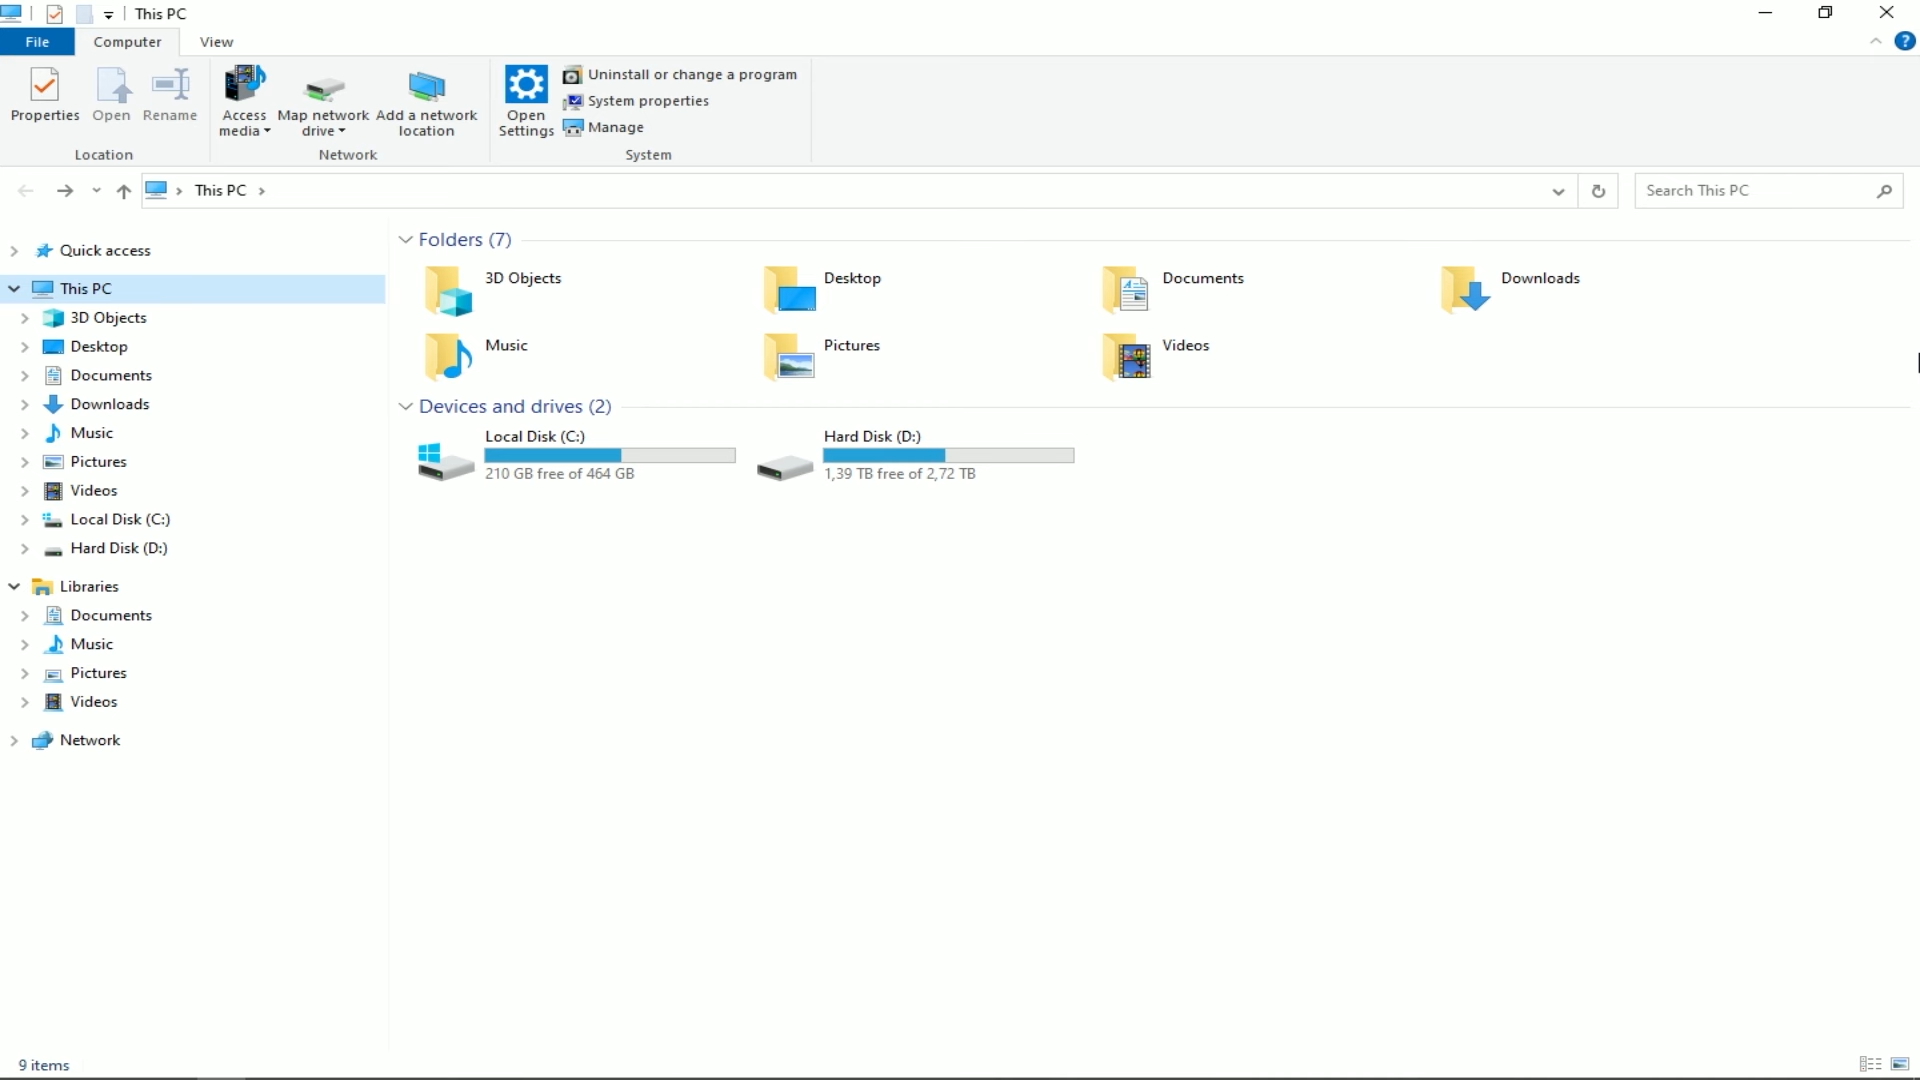 This PC
File
Computer
View
Properties
Open
Rename
Access media
Map network drive
Add a network location
Open Settings
Uninstall or change a program
System properties
Manage
Location
Network
System
This PC
Search This PC
Quick access
This PC
3D Objects
Desktop
Documents
Downloads
Music
Pictures
Videos
Local Disk (C:)
Hard Disk (D:)
Libraries
Documents
Music
Pictures
Videos
Network
Folders (7)
3D Objects
Desktop
Documents
Downloads
Music
Pictures
Videos
Devices and drives (2)
Local Disk (C:)
210 GB free of 464 GB
Hard Disk (D:)
1,39 TB free of 2,72 TB
9 items